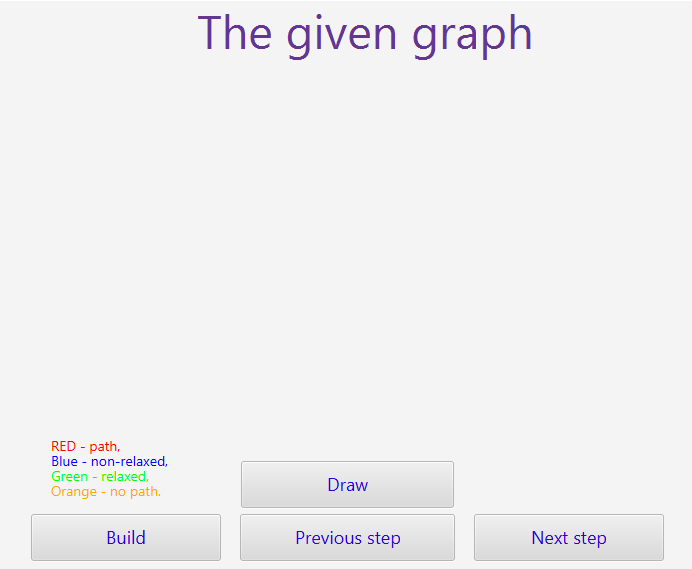 The given graph
RED - path,
Blue - non-relaxed,
Green - relaxed,
Orange - no path.
Draw
Build
Previous step
Next step